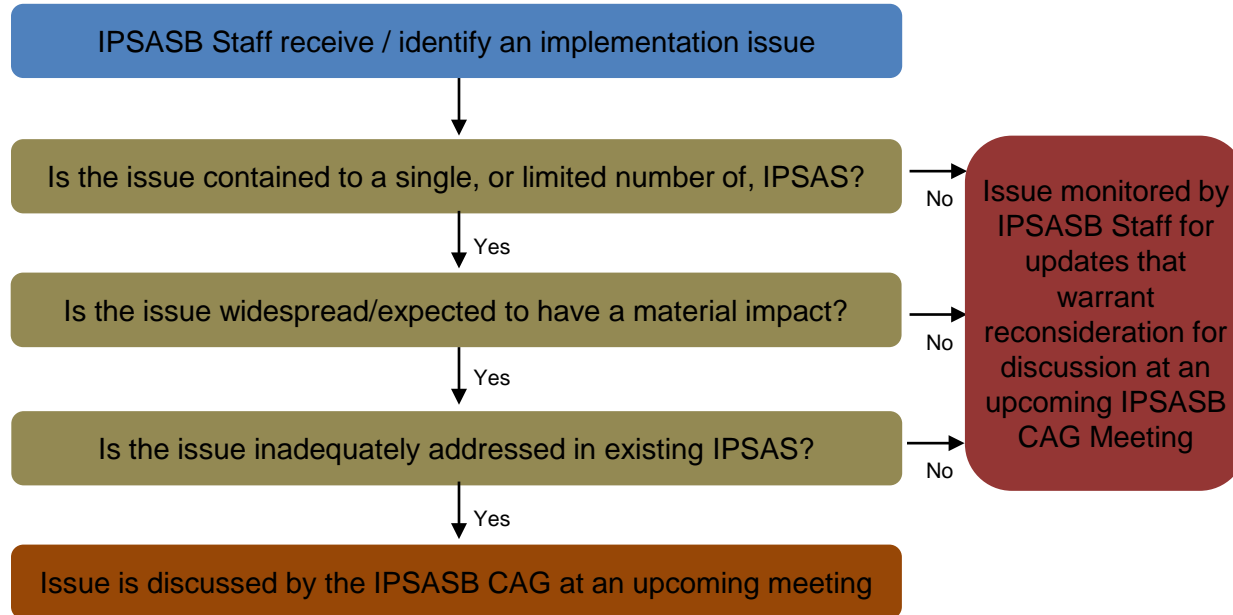 IPSASB Staff receive / identify an implementation issue
Is the issue contained to a single, or limited number of, IPSAS?
No
Yes
Is the issue widespread/expected to have a material impact?
No
Yes
Is the issue inadequately addressed in existing IPSAS?
No
Yes
Issue is discussed by the IPSASB CAG at an upcoming meeting
Issue monitored by
IPSASB Staff for
updates that
warrant
reconsideration for
discussion at an
upcoming IPSASB
CAG Meeting